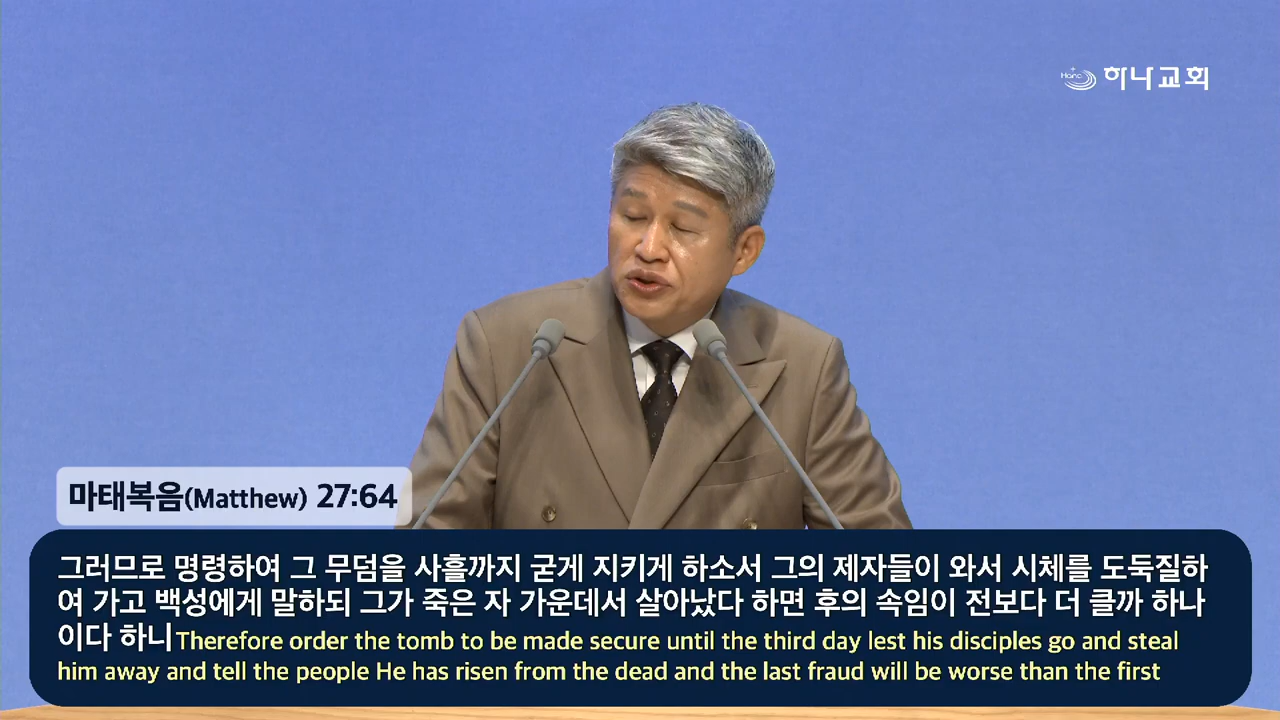 Hana 하나교회
마태복음(Matthew) 27:64
그러므로 명령하여 그 무덤을 사흘까지 굳게 지키게 하소서 그의 제자들이 와서 시체를 도둑질하
여 가고 백성에게 말하되 그가 죽은 자 가운데서 살아났다 하면 후의 속임이 전보다 더 클까 하나
이다 하니 Therefore order the tomb to be made secure until the third day lest his disciples go and steal
him away and tell the people He has risen from the dead and the last fraud will be worse than the first